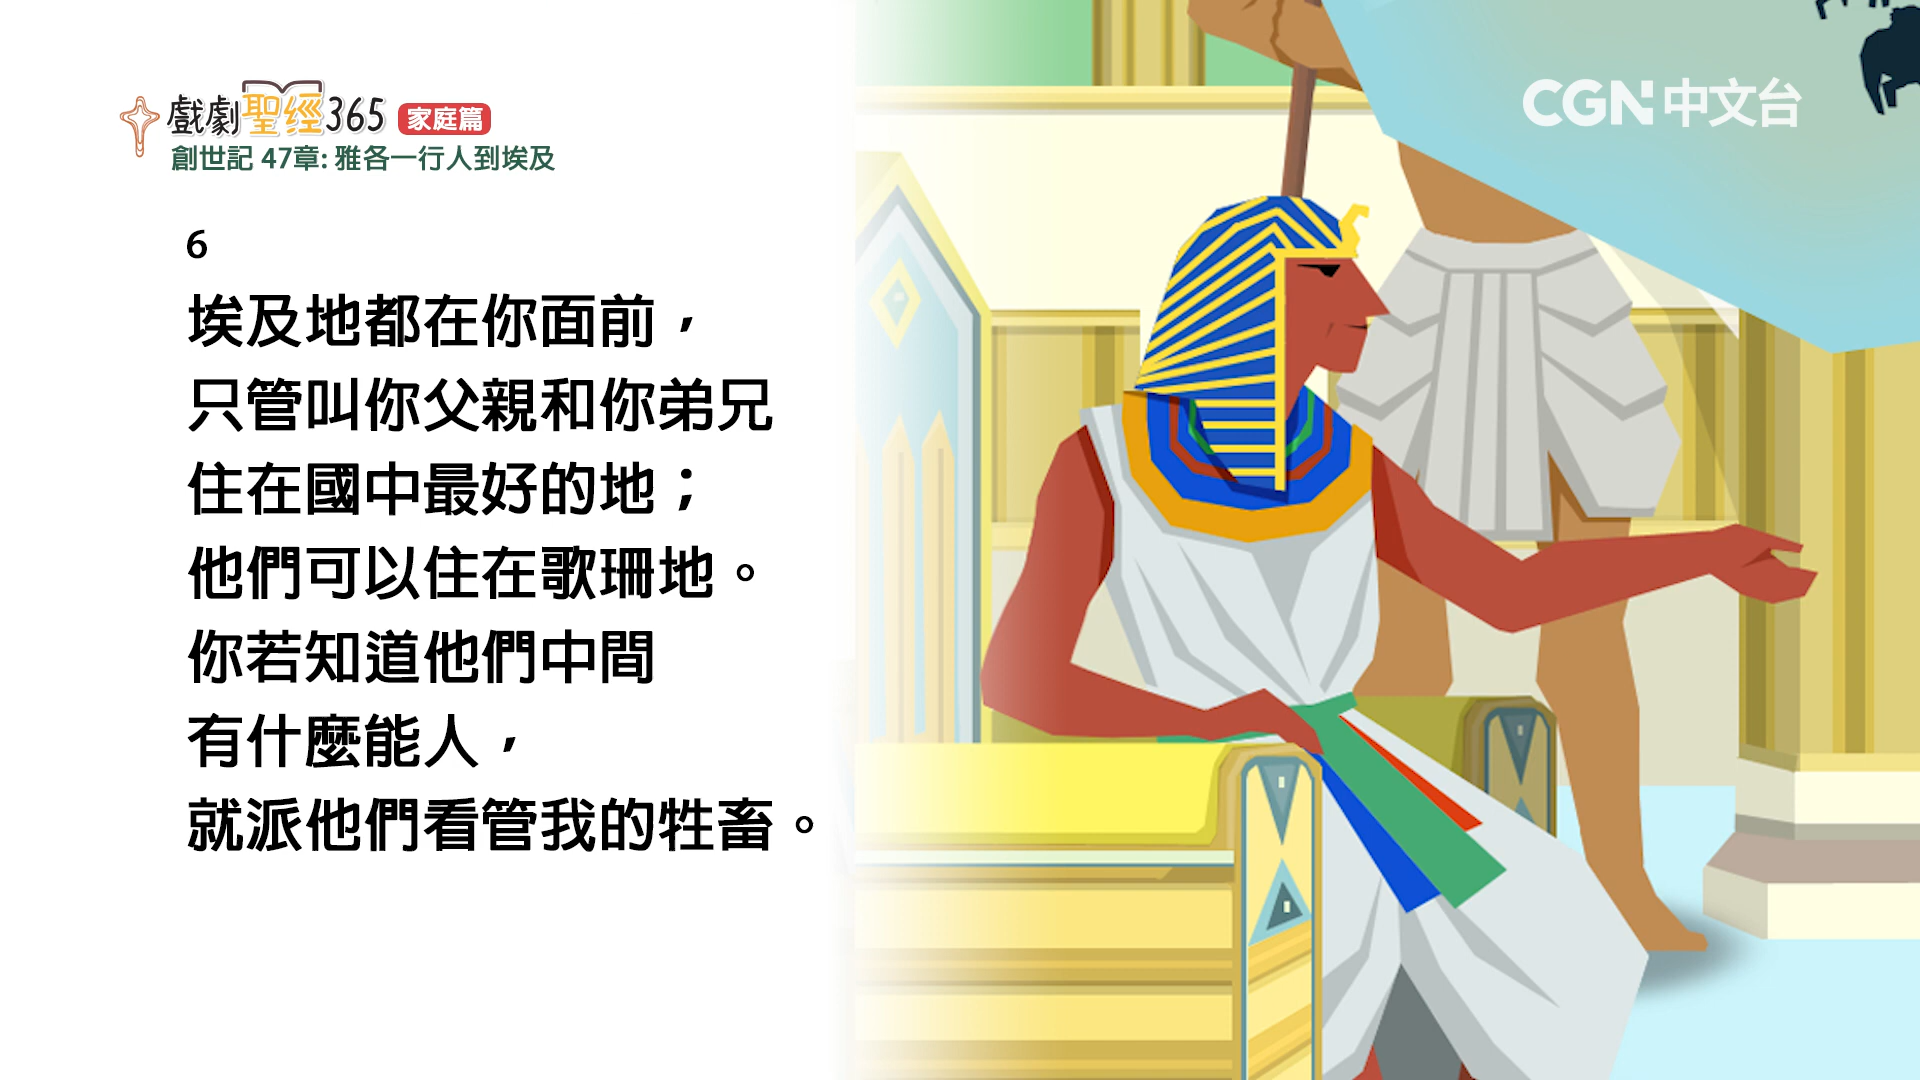 戲劇聖經365 家庭篇
CGN 中文台
創世記 47章: 雅各一行人到埃及
6
埃及地都在你面前，
只管叫你父親和你弟兄
住在國中最好的地；
他們可以住在歌珊地。
你若知道他們中間
有什麼能人，
就派他們看管我的牲畜。